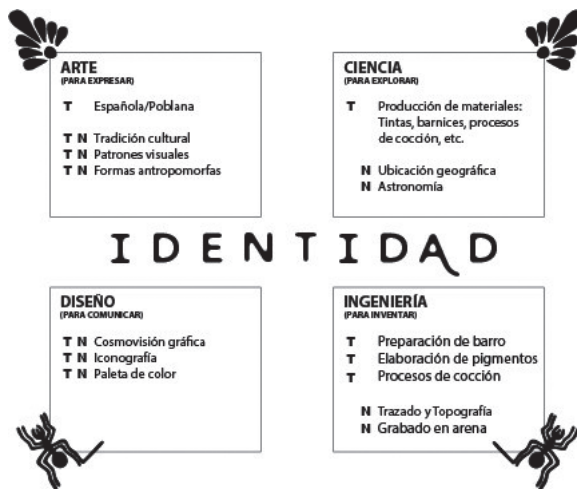 ARTE
(PARA EXPRESAR)
T Española/Poblana
T N Tradición cultural
T N Patrones visuales
T N Formas antropomorfas
CIENCIA
(PARA EXPLORAR)
T Producción de materiales:
Tintas, barnices, procesos
de cocción, etc.
N Ubicación geográfica
N Astronomía
IDENTIDAD
DISEÑO
(PARA COMUNICAR)
T N Cosmovisión gráfica
T N Iconografía
T N Paleta de color
INGENIERÍA
(PARA INVENTAR)
T Preparación de barro
T Elaboración de pigmentos
T Procesos de cocción
N Trazado y Topografía
N Grabado en arena